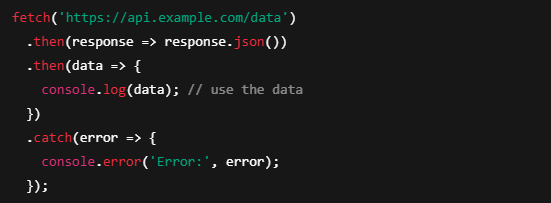 fetch('https://api.example.com/data')
  .then(response => response.json())
  .then(data => {
    console.log(data); // use the data
  })
  .catch(error => {
    console.error('Error:', error);
  });